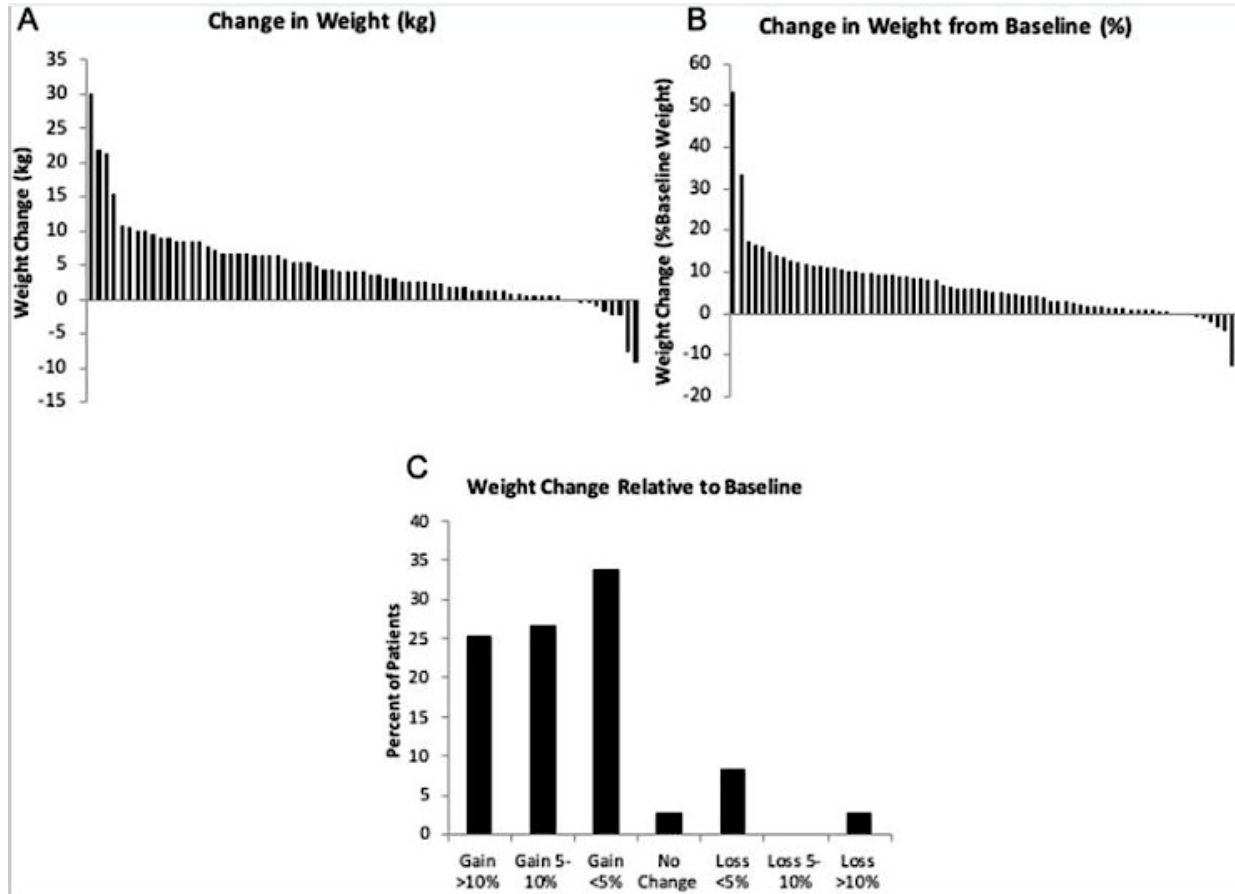 A
Change in Weight (kg)
Weight Change (kg)
35
30
25
20
15
10
5
0
-5
-10
-15
B
Change in Weight from Baseline (%)
Weight Change (%Baseline Weight)
60
50
40
30
20
10
0
-10
-20
C
Weight Change Relative to Baseline
Percent of Patients
40
35
30
25
20
15
10
5
0
Gain Gain 5- Gain No Loss Loss 5- Loss
>10% 10% <5% Change <5% 10% >10%